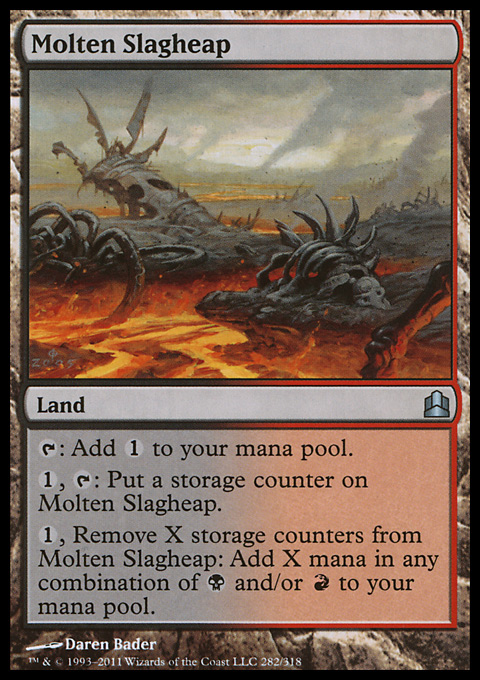 Molten Slagheap
Land
: Add 1 to your mana pool.
1, : Put a storage counter on
Molten Slagheap.
1, Remove X storage counters from
Molten Slagheap: Add X mana in any
combination of and/or to your
mana pool.
Daren Bader
™ & © 1993–2011 Wizards of the Coast LLC 282/318